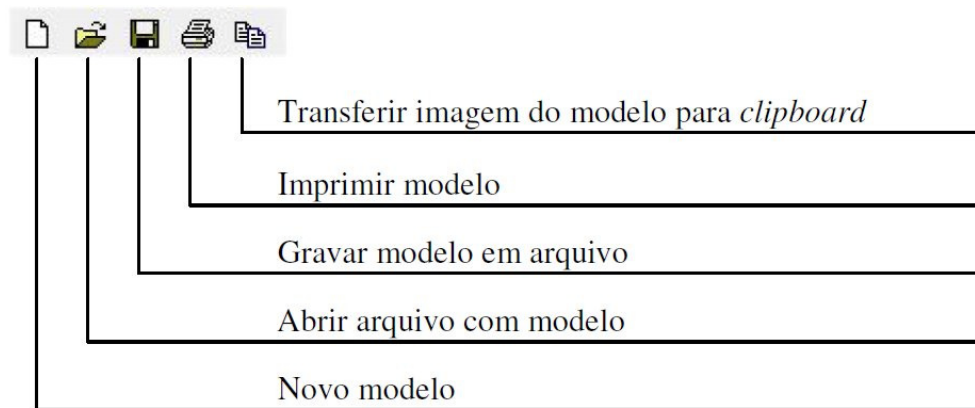 Transferir imagem do modelo para clipboard
Imprimir modelo
Gravar modelo em arquivo
Abrir arquivo com modelo
Novo modelo